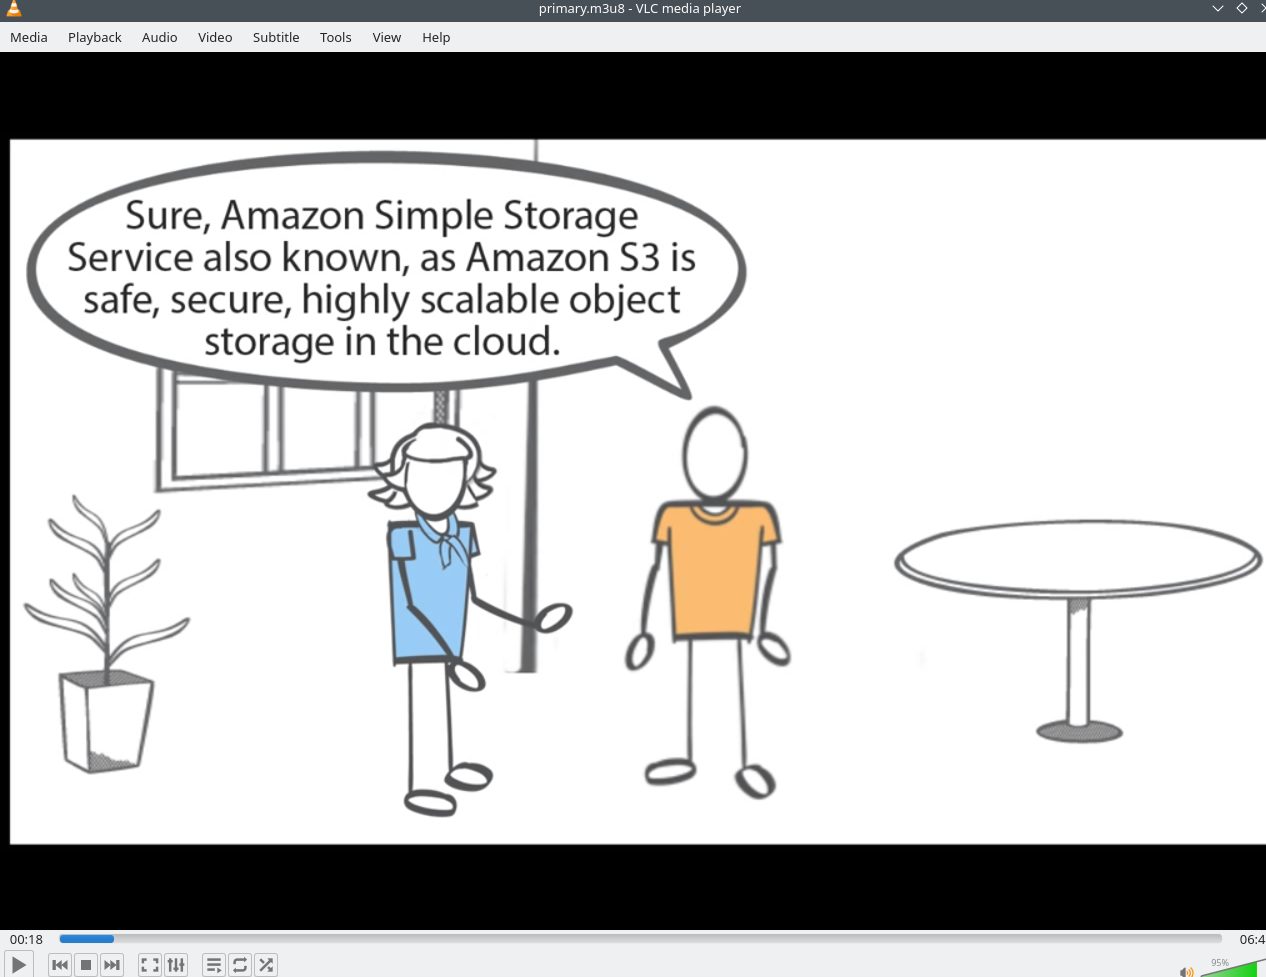 primary.m3u8 - VLC media player
Media Playback Audio Video Subtitle Tools View Help
Sure, Amazon Simple Storage
Service also known, as Amazon S3 is
safe, secure, highly scalable object
storage in the cloud.
00:18 06:4
95%